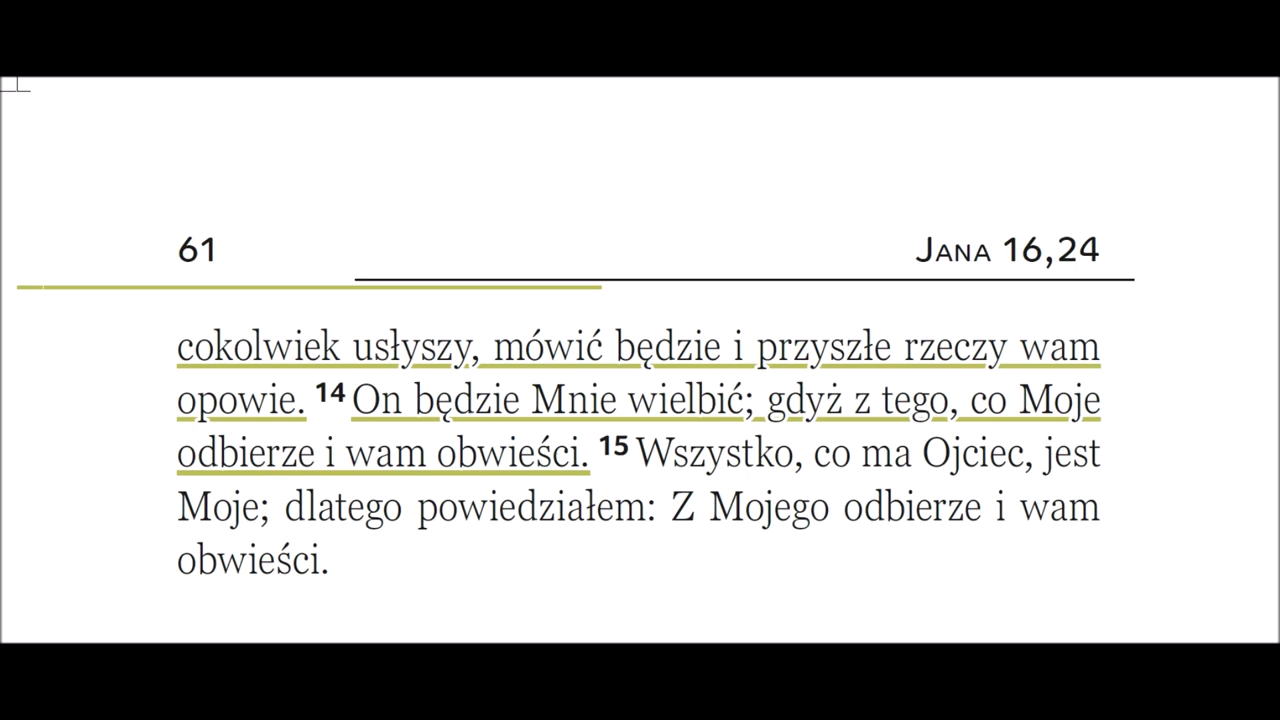 61 Jana 16,24
cokolwiek usłyszy, mówić będzie i przyszłe rzeczy wam
opowie. 14 On będzie Mnie wielbić; gdyż z tego, co Moje
odbierze i wam obwieści. 15 Wszystko, co ma Ojciec, jest
Moje; dlatego powiedziałem: Z Mojego odbierze i wam
obwieści.